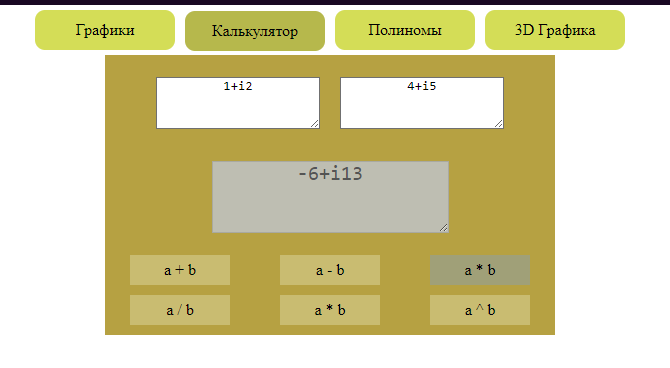 Графики Калькулятор Полиномы 3D Графика
1+i2 4+i5
-6+i13
a + b a - b a * b
a / b a * b a ^ b